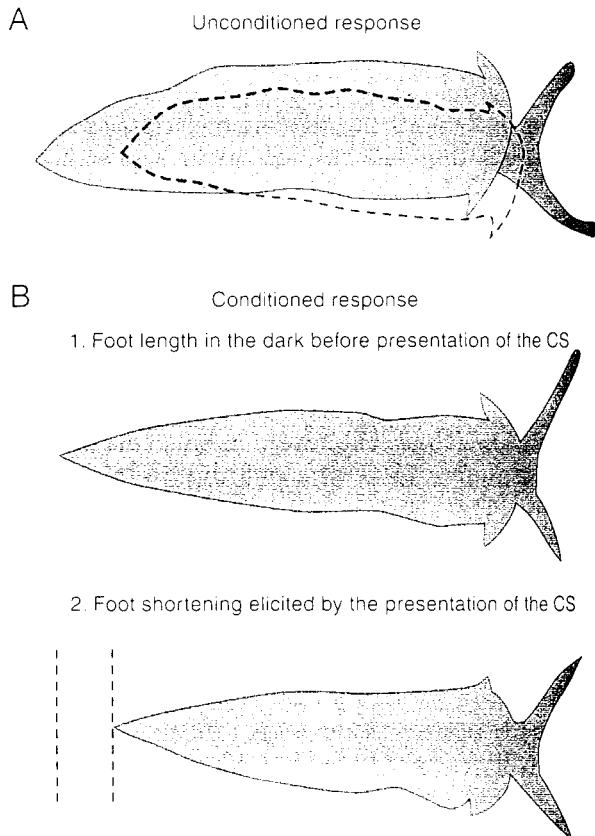 A
Unconditioned response
B
Conditioned response
1. Foot length in the dark before presentation of the CS
2. Foot shortening elicited by the presentation of the CS